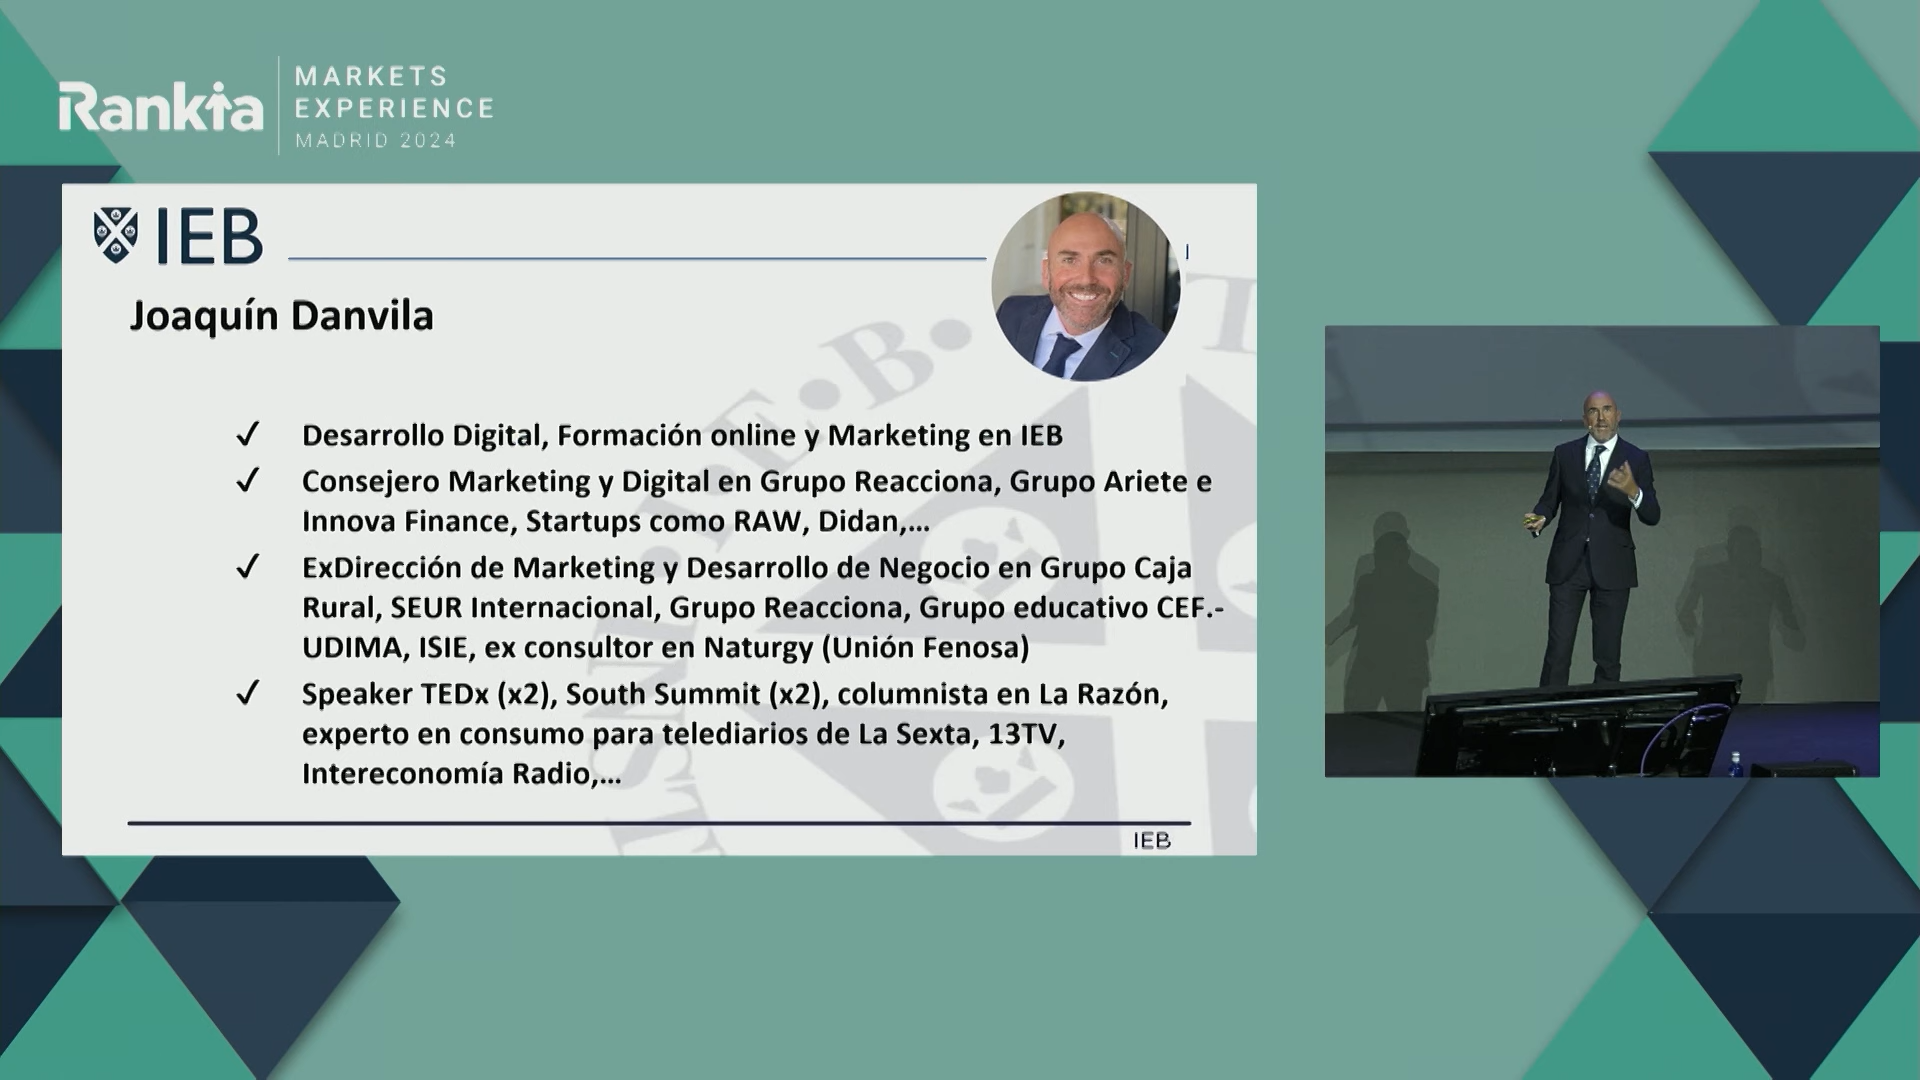 Rankia
MARKETS
EXPERIENCE
MADRID 2024
IEB
Joaquín Danvila
✓ Desarrollo Digital, Formación online y Marketing en IEB
✓ Consejero Marketing y Digital en Grupo Reacciona, Grupo Ariete e
Innova Finance, Startups como RAW, Didan,...
✓ ExDirección de Marketing y Desarrollo de Negocio en Grupo Caja
Rural, SEUR Internacional, Grupo Reacciona, Grupo educativo CEF.-
UDIMA, ISIE, ex consultor en Naturgy (Unión Fenosa)
✓ Speaker TEDx (x2), South Summit (x2), columnista en La Razón,
experto en consumo para telediarios de La Sexta, 13TV,
Intereconomía Radio,...
IEB